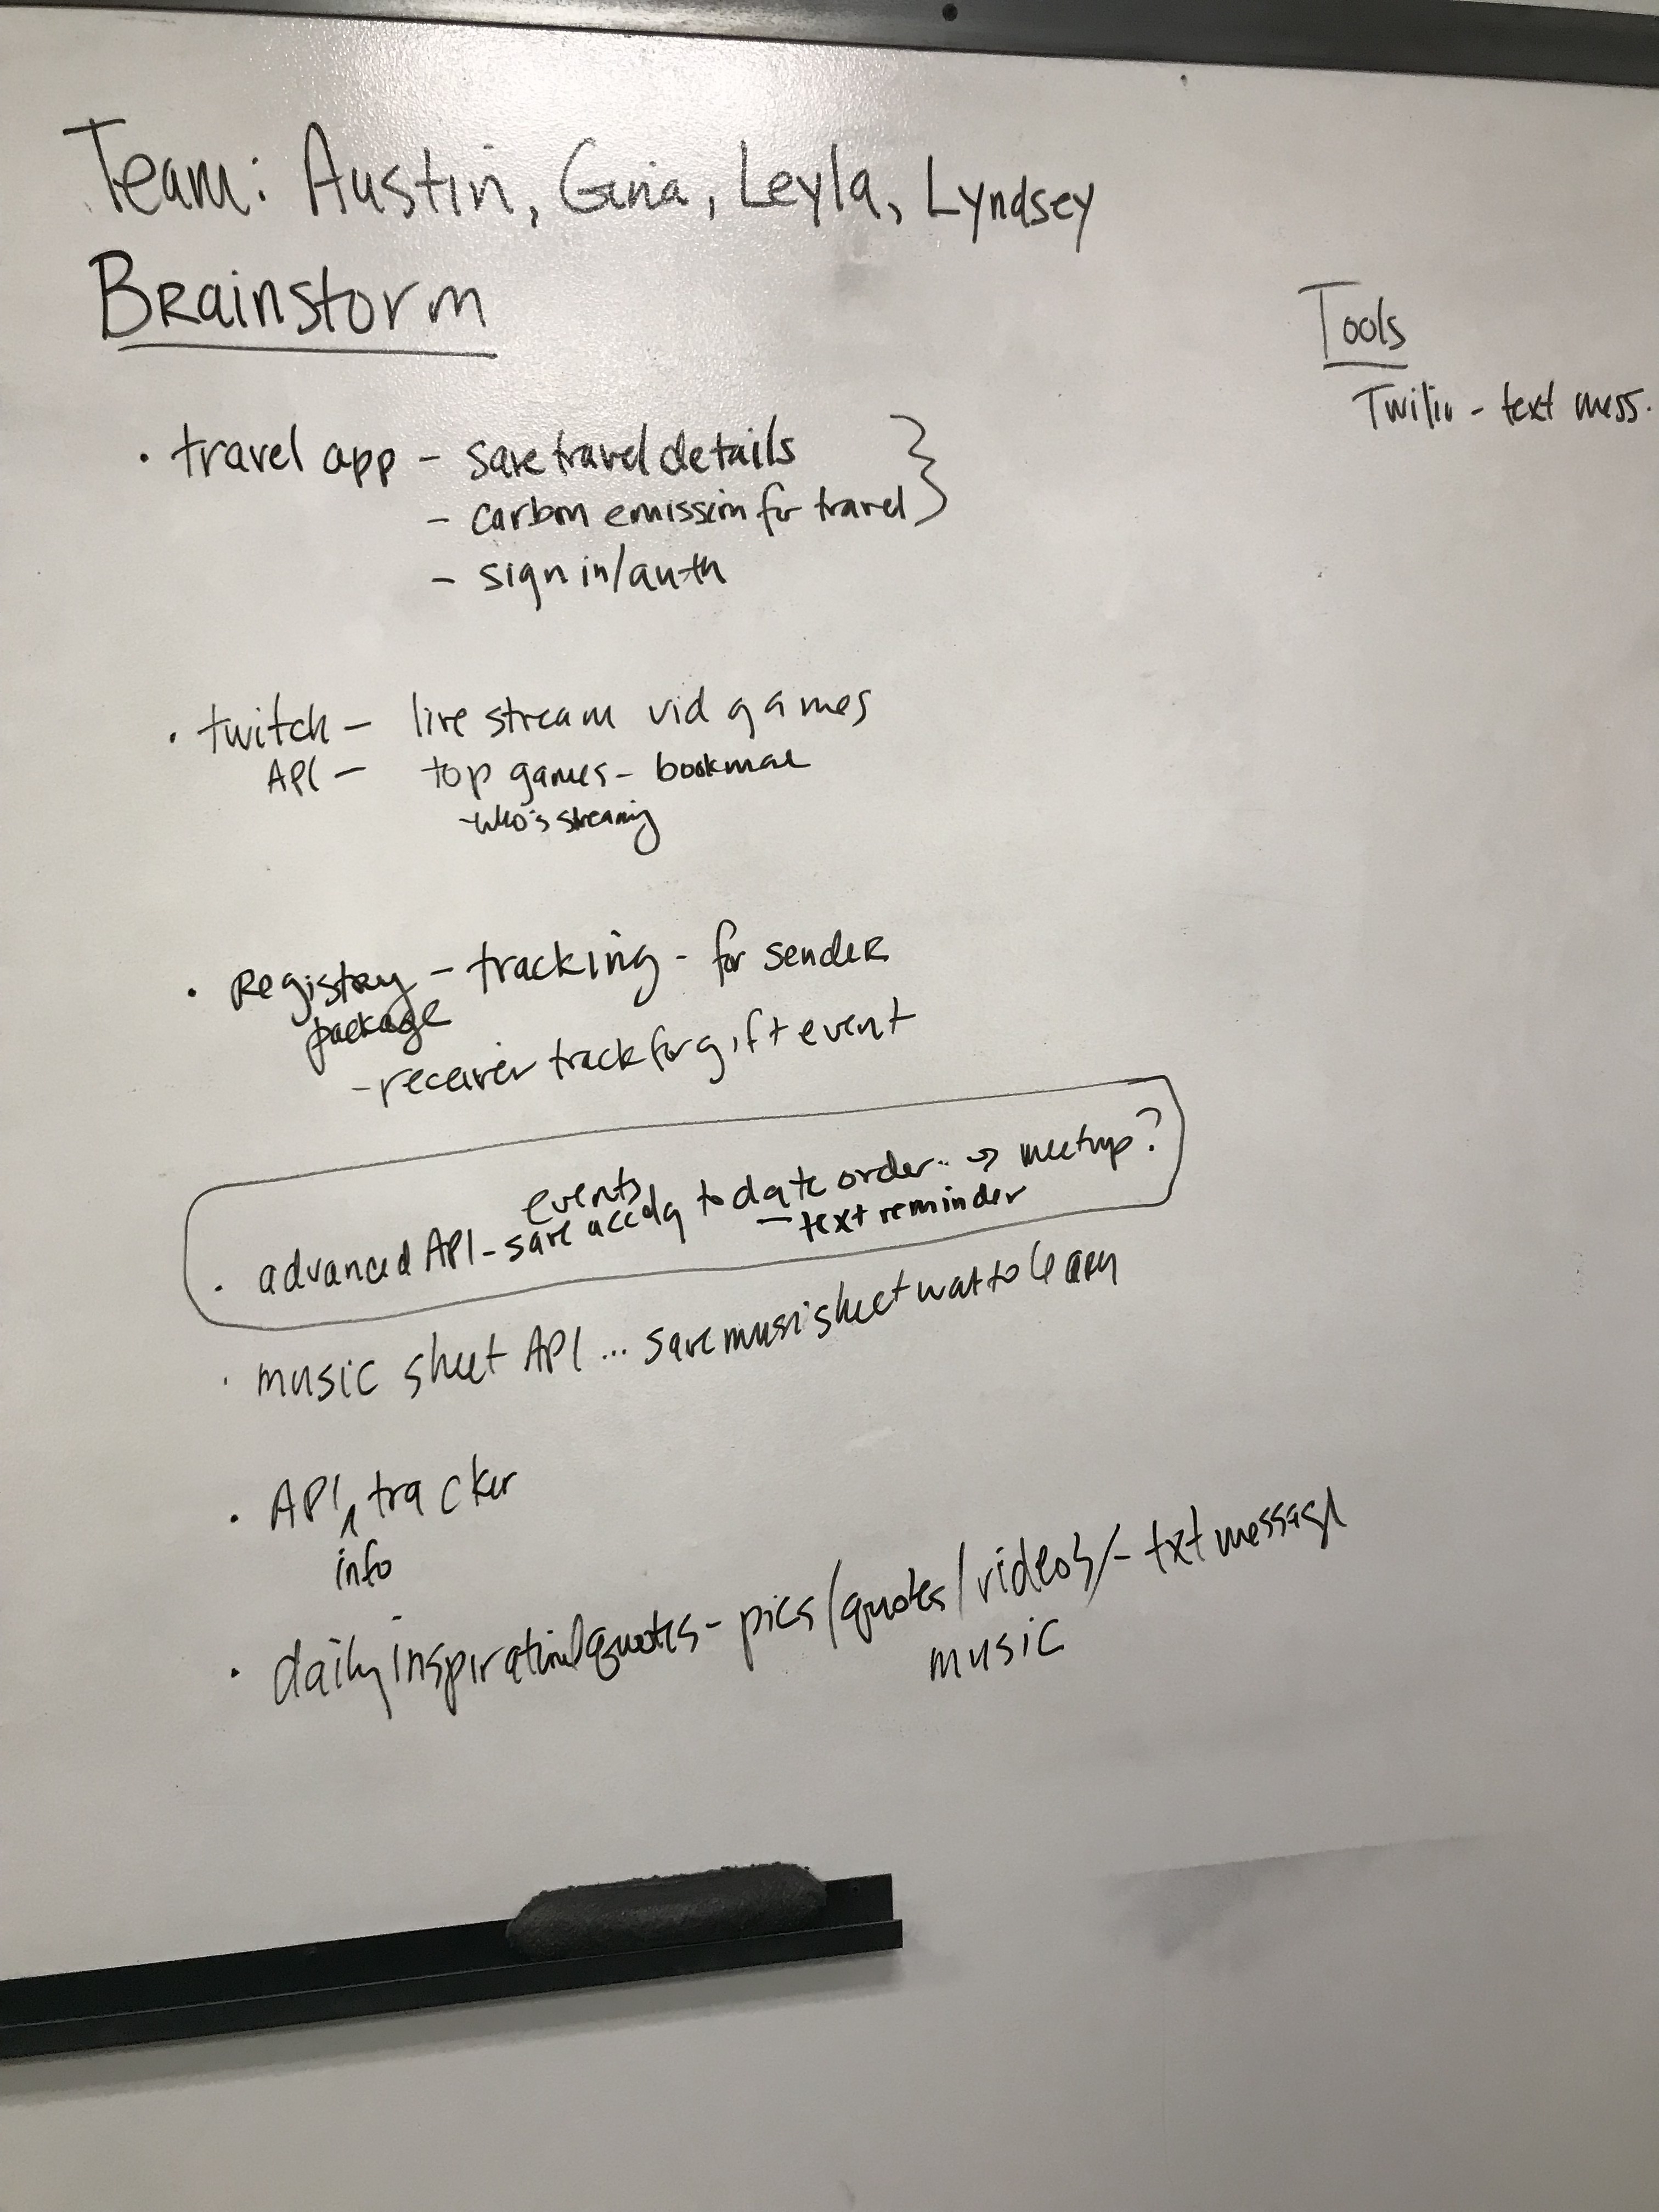 Team: Austin, Gina, Leyla, Lyndsey
Brainstorm
Tools
Twilio - text mess.
• travel app - save travel details
- carbon emission for travel
- sign in/auth
• twitch - live stream vid games
API - top games - bookmar
- who's streaming
• Registry - tracking - for sender
package
- receiver track for gift event
events
• advanced API - save accdg to date order.. → meetup?
- text reminder
• music sheet API ... save musi sheet wat to learn
• API ^ tracker
info
• daily inspirational quotes - pics/quotes/videos/ - txt message
music